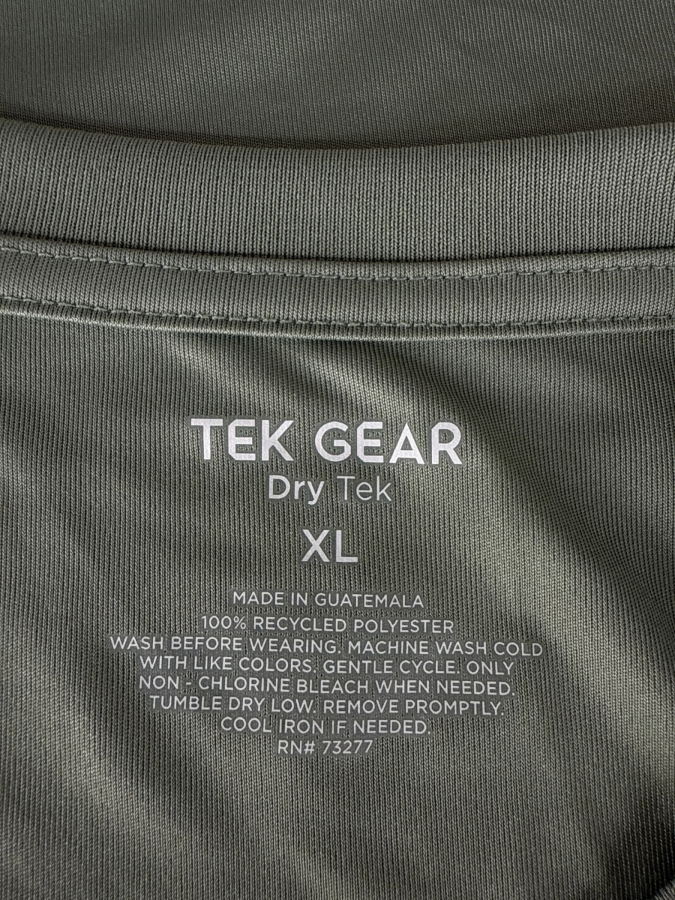 TEK GEAR
Dry Tek
XL
MADE IN GUATEMALA
100% RECYCLED POLYESTER
WASH BEFORE WEARING. MACHINE WASH COLD
WITH LIKE COLORS. GENTLE CYCLE. ONLY
NON - CHLORINE BLEACH WHEN NEEDED.
TUMBLE DRY LOW. REMOVE PROMPTLY.
COOL IRON IF NEEDED.
RN# 73277